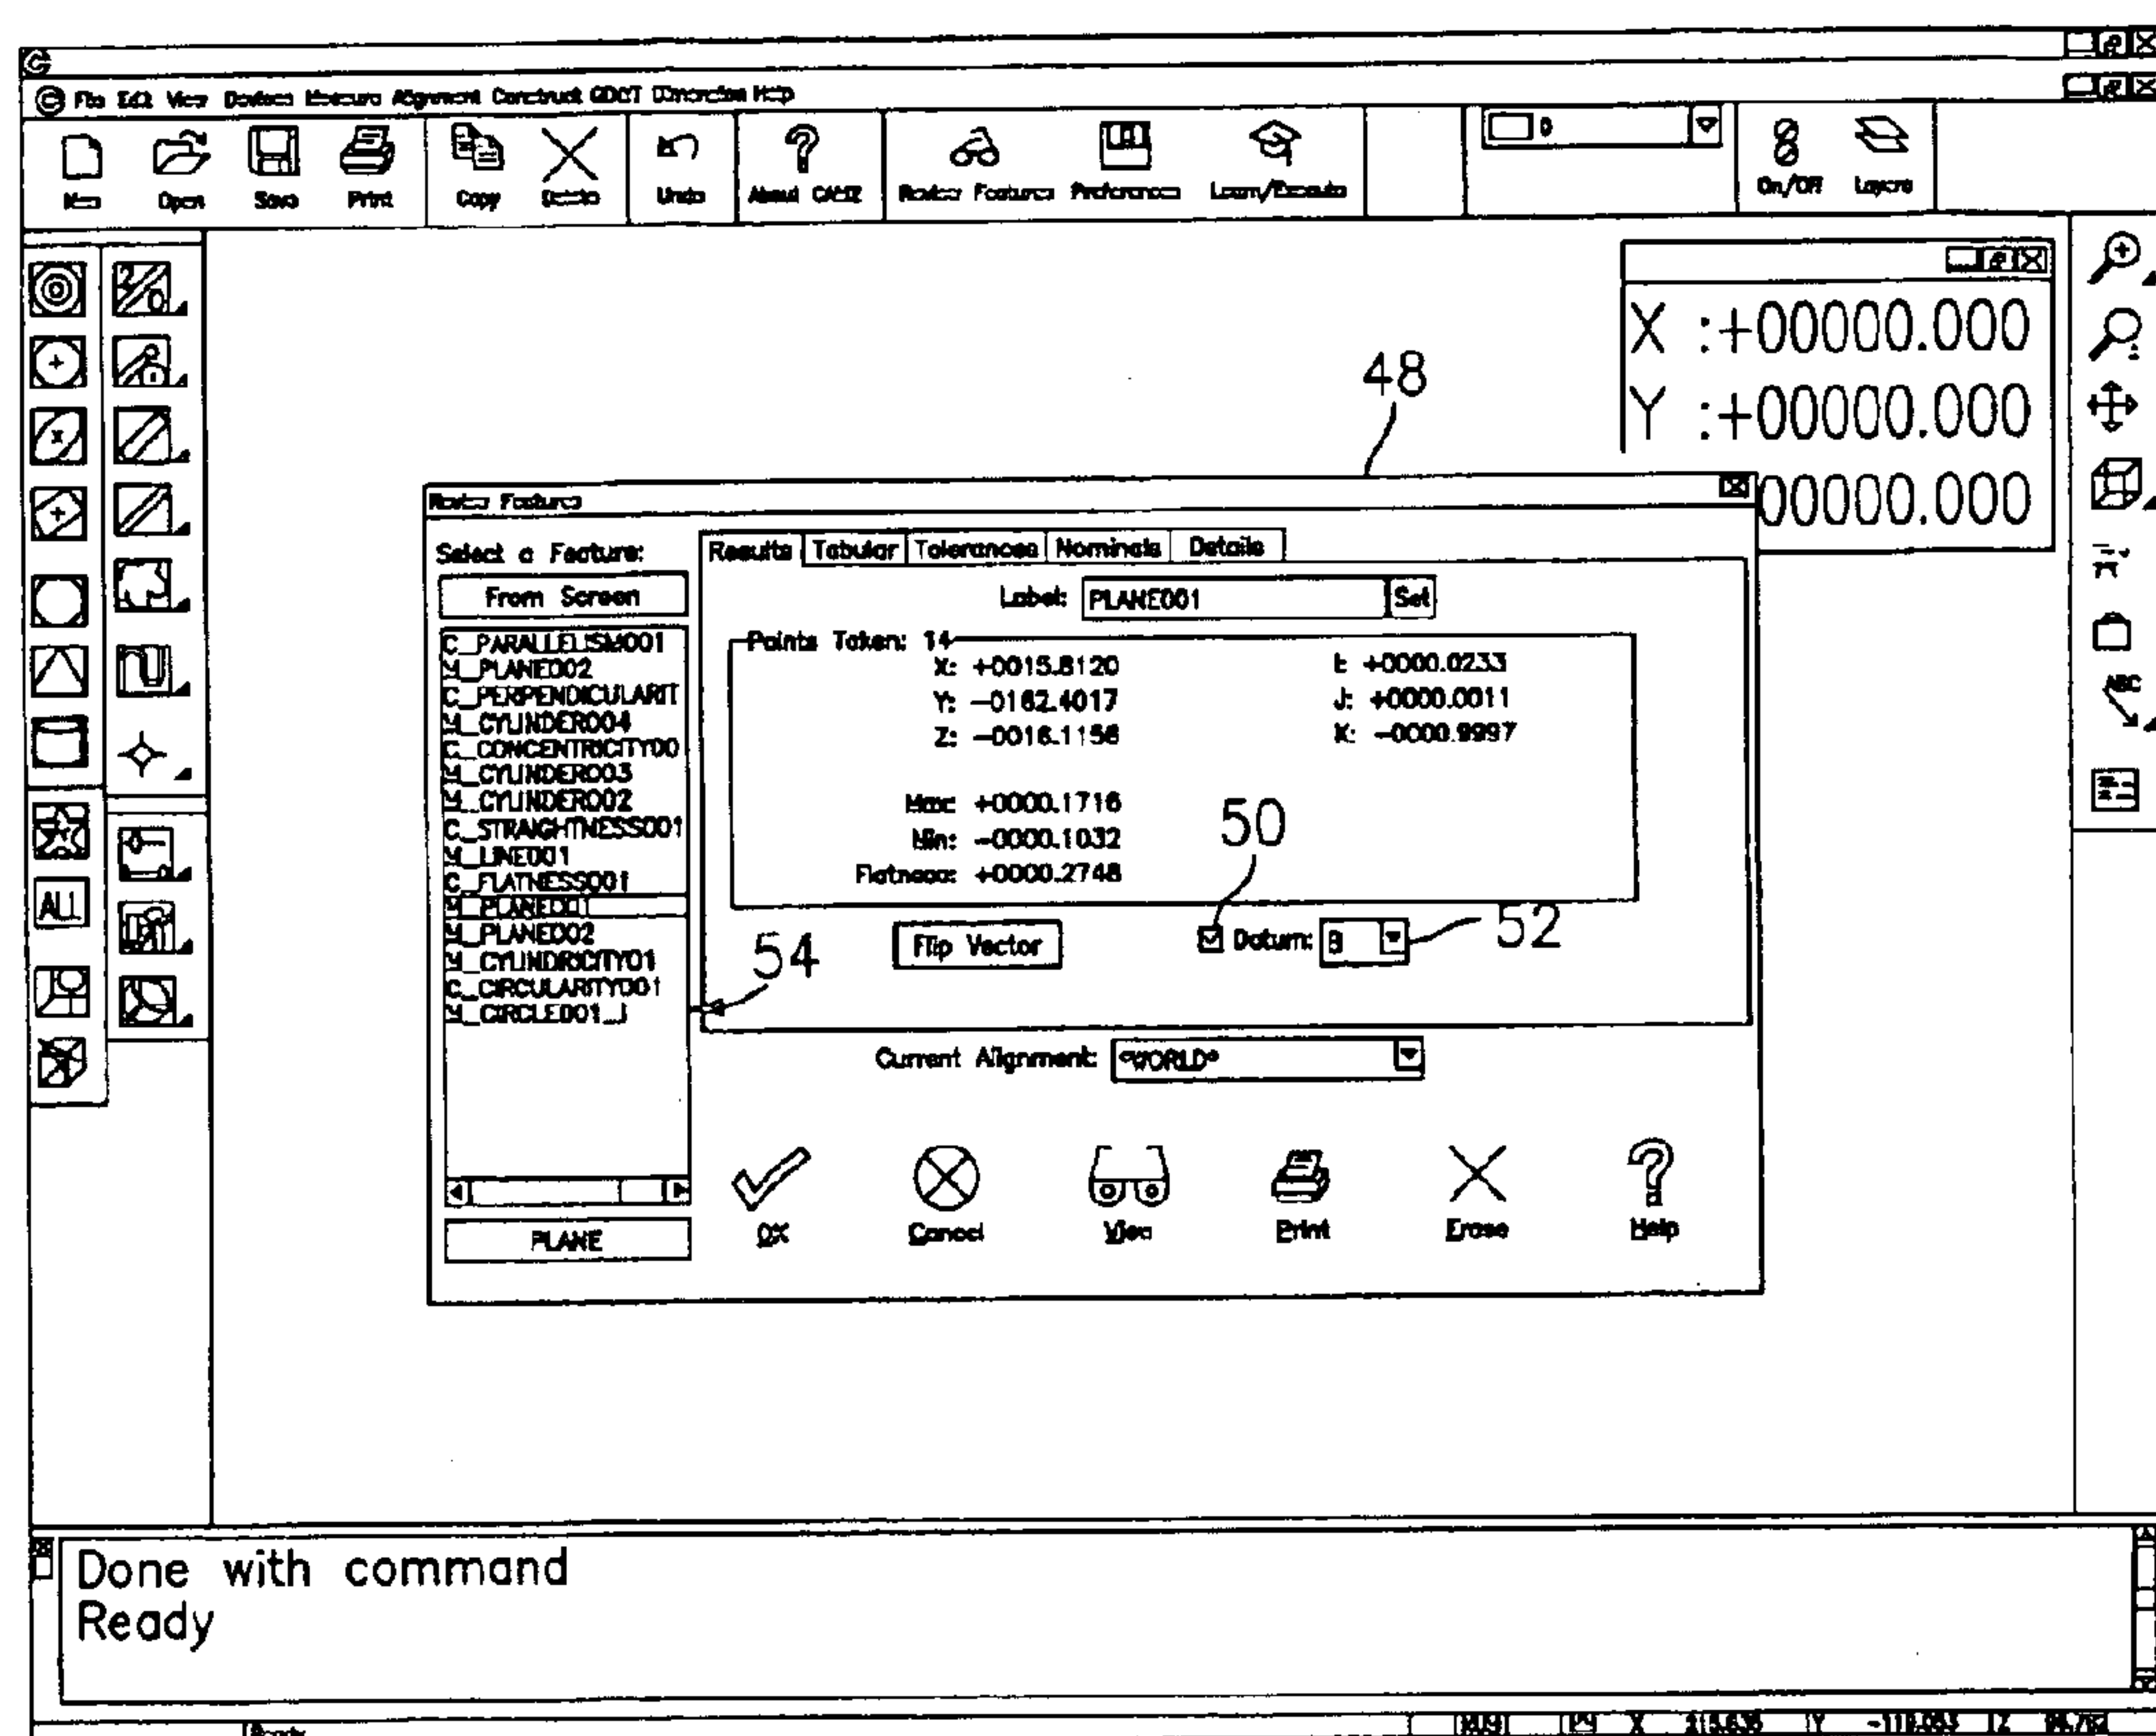 File Edit View Devices Measure Alignment Construct GD&T Dimension Help
New Open Save Print Copy Delete Undo About CAM2 Review Features Preferences Learn/Execute On/Off Layers
X :+00000.000
Y :+00000.000
00000.000
48
ABC
ALL
Review Features
Select a Feature:
From Screen
C_PARALLELISM001
M_PLANE002
C_PERPENDICULARIT
M_CYLINDER004
C_CONCENTRICITY00
M_CYLINDER003
M_CYLINDER002
C_STRAIGHTNESS001
M_LINE001
C_FLATNESS001
M_PLANE001
M_PLANE002
M_CYLINDRICITY01
C_CIRCULARITY001
M_CIRCLE001_I
PLANE
Results Tabular Tolerances Nominals Details
Label: PLANE001 Set
Points Taken: 14
X: +0015.8120 I: +0000.0233
Y: -0162.4017 J: +0000.0011
Z: -0016.1156 K: -0000.9997
Max: +0000.1716
Min: -0000.1032
Flatness: +0000.2748
50
Flip Vector Datum: B 52
54
Current Alignment: <WORLD>
OK Cancel View Print Erase Help
Done with command
Ready
Ready X Y Z